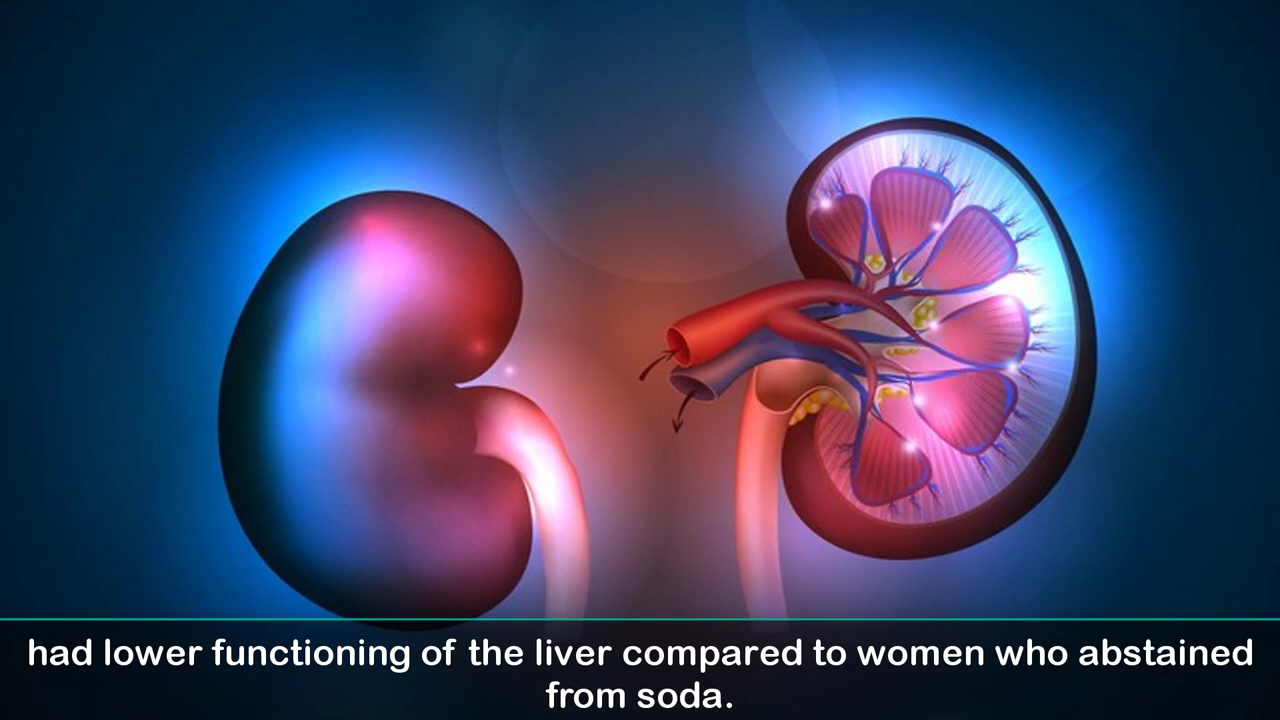 had lower functioning of the liver compared to women who abstained
from soda.